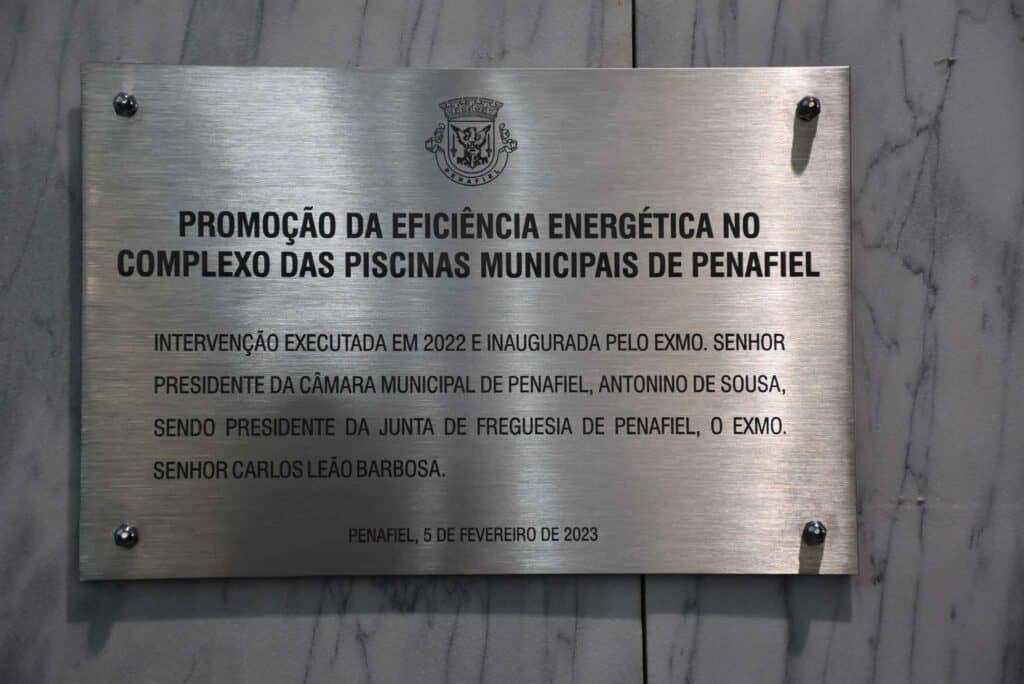 PENAFIEL
PROMOÇÃO DA EFICIÊNCIA ENERGÉTICA NO
COMPLEXO DAS PISCINAS MUNICIPAIS DE PENAFIEL
INTERVENÇÃO EXECUTADA EM 2022 E INAUGURADA PELO EXMO. SENHOR
PRESIDENTE DA CÂMARA MUNICIPAL DE PENAFIEL, ANTONINO DE SOUSA,
SENDO PRESIDENTE DA JUNTA DE FREGUESIA DE PENAFIEL, O EXMO.
SENHOR CARLOS LEÃO BARBOSA.
PENAFIEL, 5 DE FEVEREIRO DE 2023